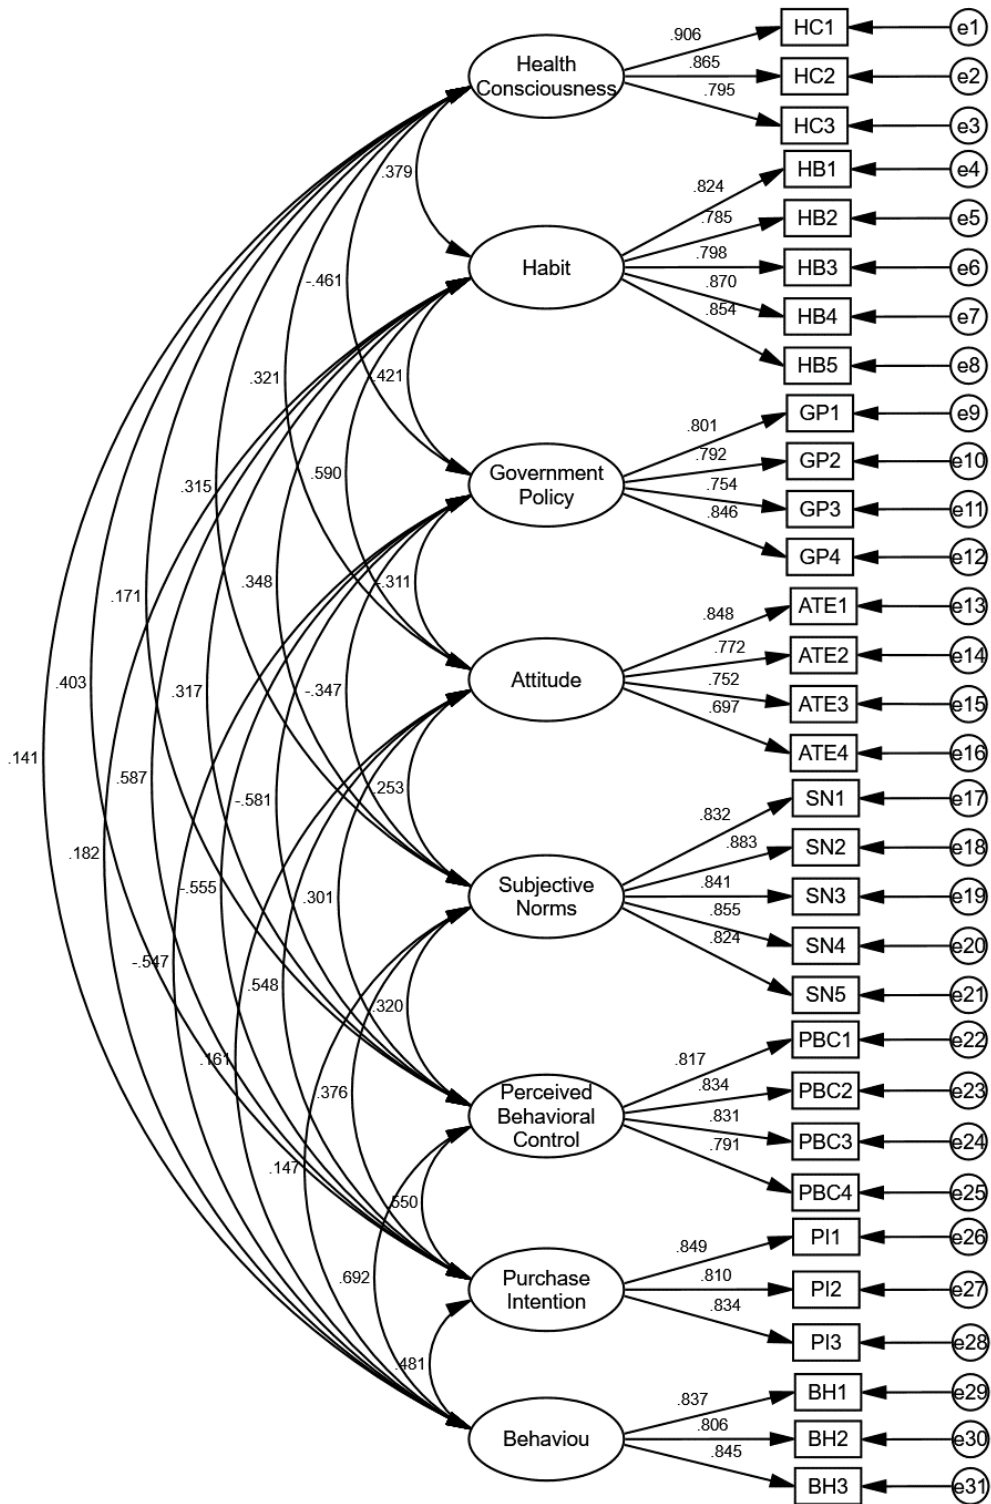 Health
Consciousness
.906
.865
.795
HC1
HC2
HC3
e1
e2
e3
.379
Habit
.824
.785
.798
.870
.854
HB1
HB2
HB3
HB4
HB5
e4
e5
e6
e7
e8
-.461
.321
.421
Government
Policy
.801
.792
.754
.846
GP1
GP2
GP3
GP4
e9
e10
e11
e12
.315
.590
.171
.348
-.311
Attitude
.848
.772
.752
.697
ATE1
ATE2
ATE3
ATE4
e13
e14
e15
e16
.403
.317
-.347
.141
.587
-.581
.253
Subjective
Norms
.832
.883
.841
.855
.824
SN1
SN2
SN3
SN4
SN5
e17
e18
e19
e20
e21
.182
-.555
.301
-.547
.548
.320
Perceived
Behavioral
Control
.817
.834
.831
.791
PBC1
PBC2
PBC3
PBC4
e22
e23
e24
e25
.161
.376
.147
.550
Purchase
Intention
.849
.810
.834
PI1
PI2
PI3
e26
e27
e28
.692
.481
Behaviou
.837
.806
.845
BH1
BH2
BH3
e29
e30
e31